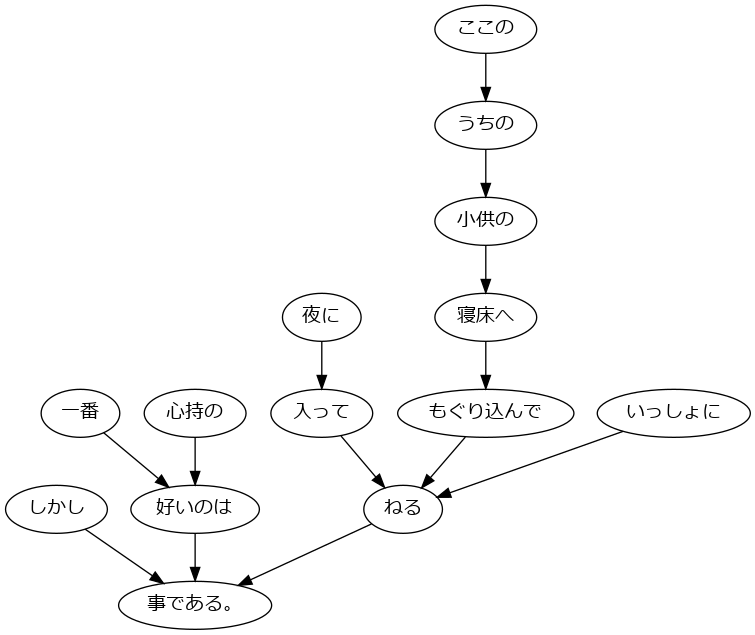 ここの
うちの
小供の
夜に
寝床へ
一番
心持の
入って
もぐり込んで
いっしょに
しかし
好いのは
ねる
事である。